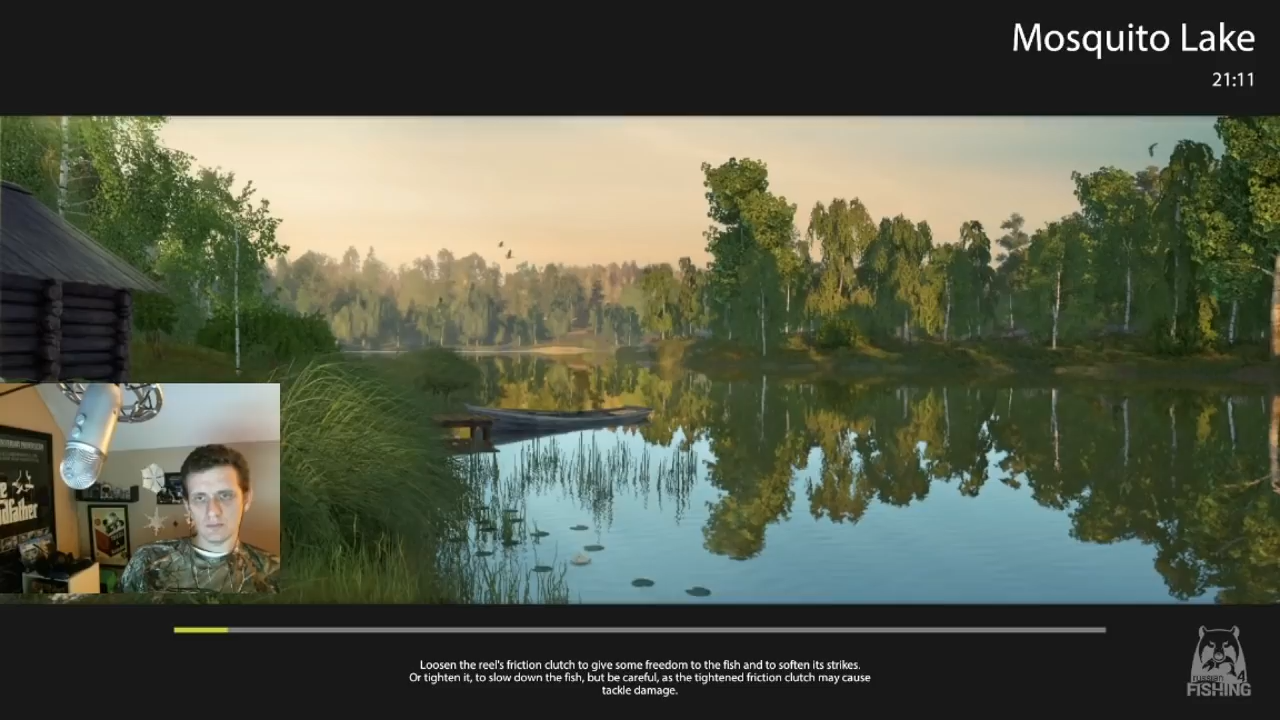 Mosquito Lake
21:11
Godfather
Loosen the reel's friction clutch to give some freedom to the fish and to soften its strikes.
Or tighten it, to slow down the fish, but be careful, as the tightened friction clutch may cause
tackle damage.
russian 4
FISHING